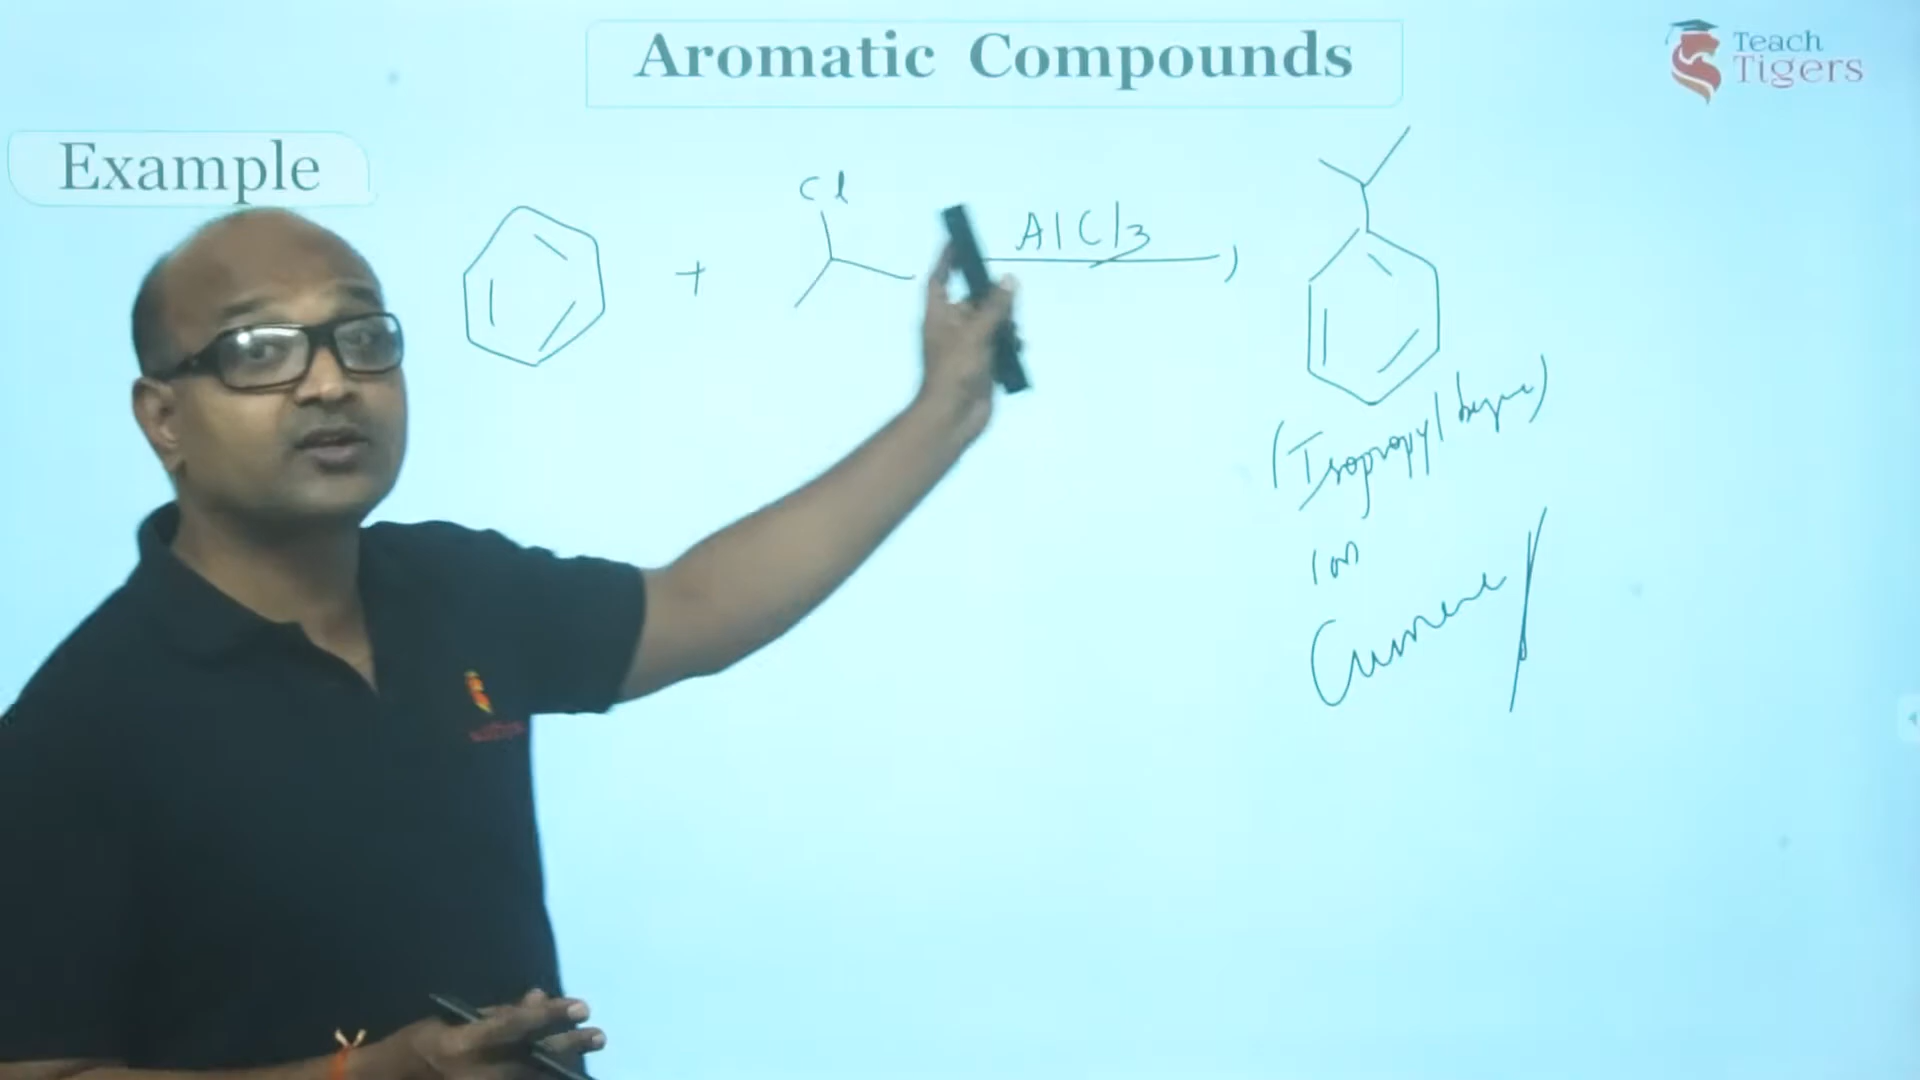 Aromatic Compounds
Teach
Tigers
Example
Cl
+
AlCl3
(Isopropyl benzene)
(or)
Cumene